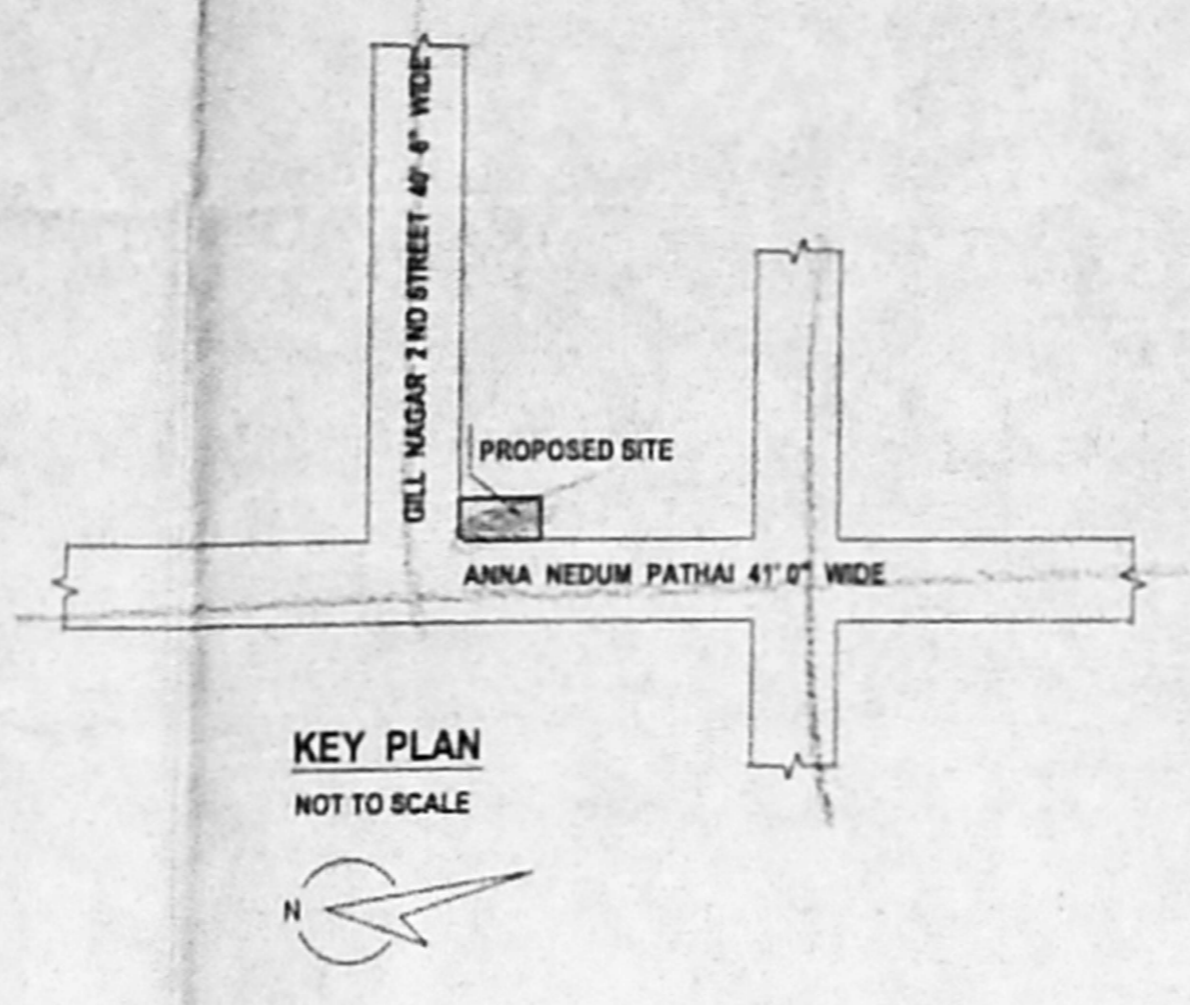 GILL NAGAR 2 ND STREET 40'-6" WIDE
PROPOSED SITE
ANNA NEDUM PATHAI 41' 0" WIDE
KEY PLAN
NOT TO SCALE
N